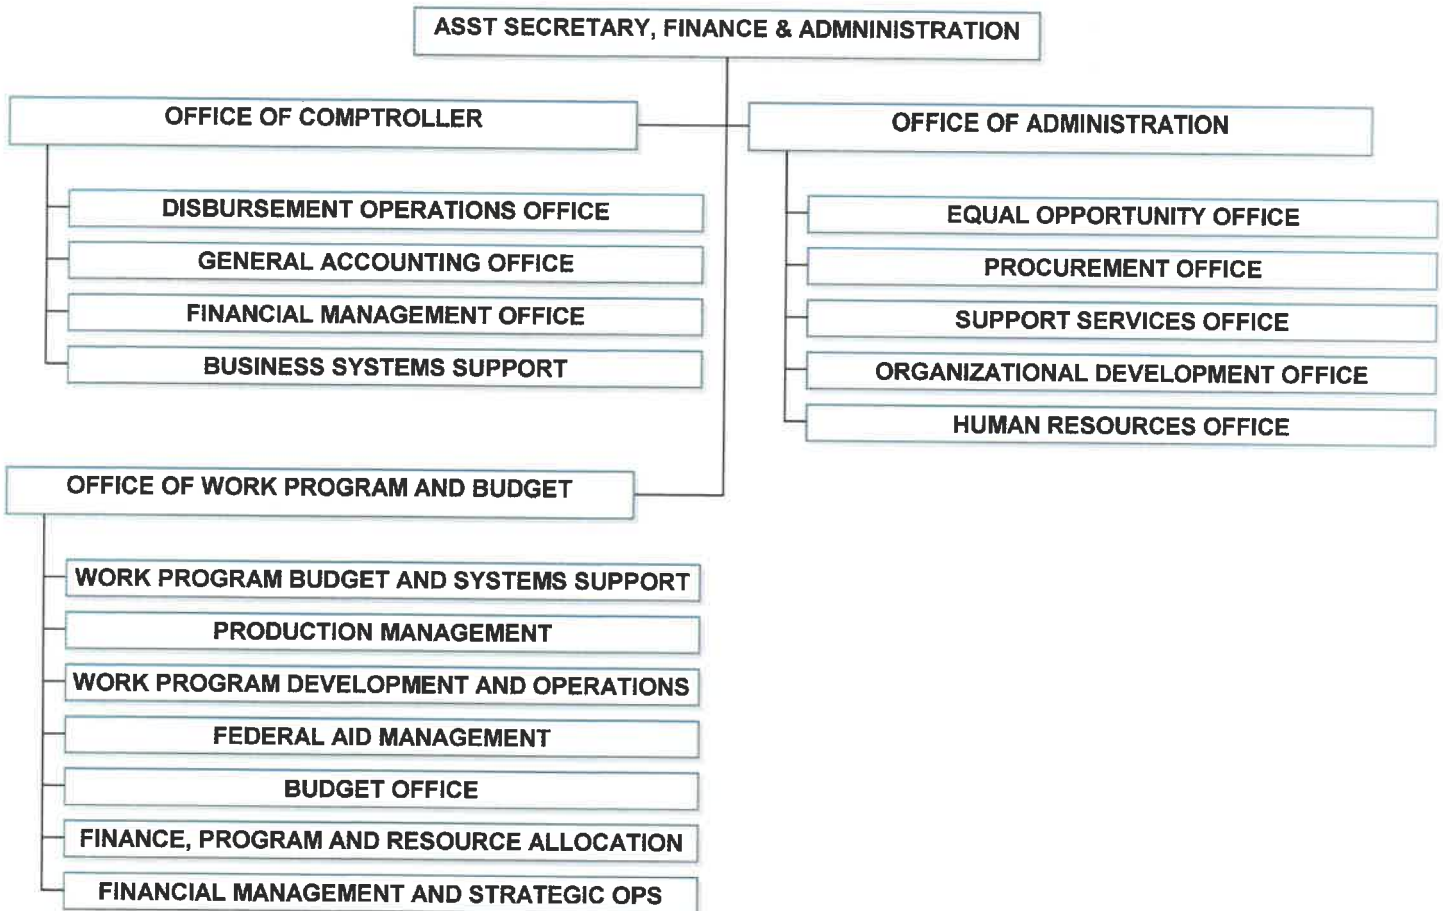 ASST SECRETARY, FINANCE & ADMNINISTRATION
OFFICE OF COMPTROLLER
DISBURSEMENT OPERATIONS OFFICE
GENERAL ACCOUNTING OFFICE
FINANCIAL MANAGEMENT OFFICE
BUSINESS SYSTEMS SUPPORT
OFFICE OF ADMINISTRATION
EQUAL OPPORTUNITY OFFICE
PROCUREMENT OFFICE
SUPPORT SERVICES OFFICE
ORGANIZATIONAL DEVELOPMENT OFFICE
HUMAN RESOURCES OFFICE
OFFICE OF WORK PROGRAM AND BUDGET
WORK PROGRAM BUDGET AND SYSTEMS SUPPORT
PRODUCTION MANAGEMENT
WORK PROGRAM DEVELOPMENT AND OPERATIONS
FEDERAL AID MANAGEMENT
BUDGET OFFICE
FINANCE, PROGRAM AND RESOURCE ALLOCATION
FINANCIAL MANAGEMENT AND STRATEGIC OPS